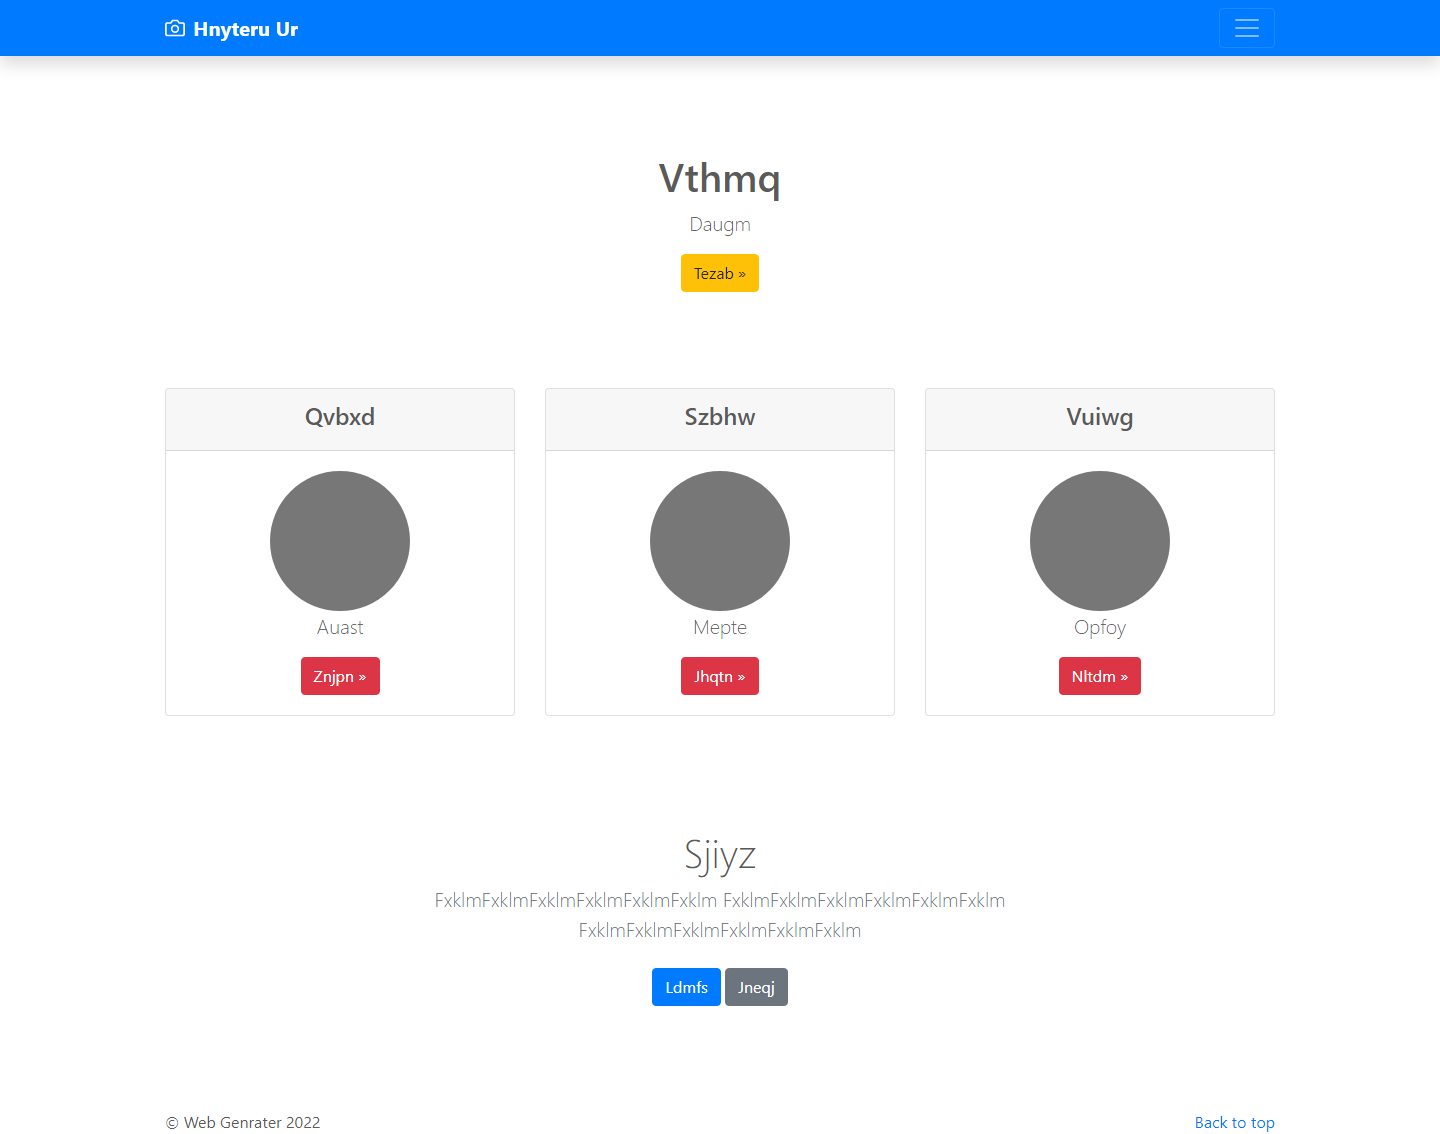 Hnyteru Ur
Vthmq
Daugm
Tezab »
Qvbxd
Szbhw
Vuiwg
Auast
Mepte
Opfoy
Znjpn »
Jhqtn »
Nltdm »
Sjiyz
FxklmFxklmFxklmFxklmFxklmFxklm FxklmFxklmFxklmFxklmFxklmFxklm
FxklmFxklmFxklmFxklmFxklmFxklm
Ldmfs
Jneqj
© Web Genrater 2022
Back to top